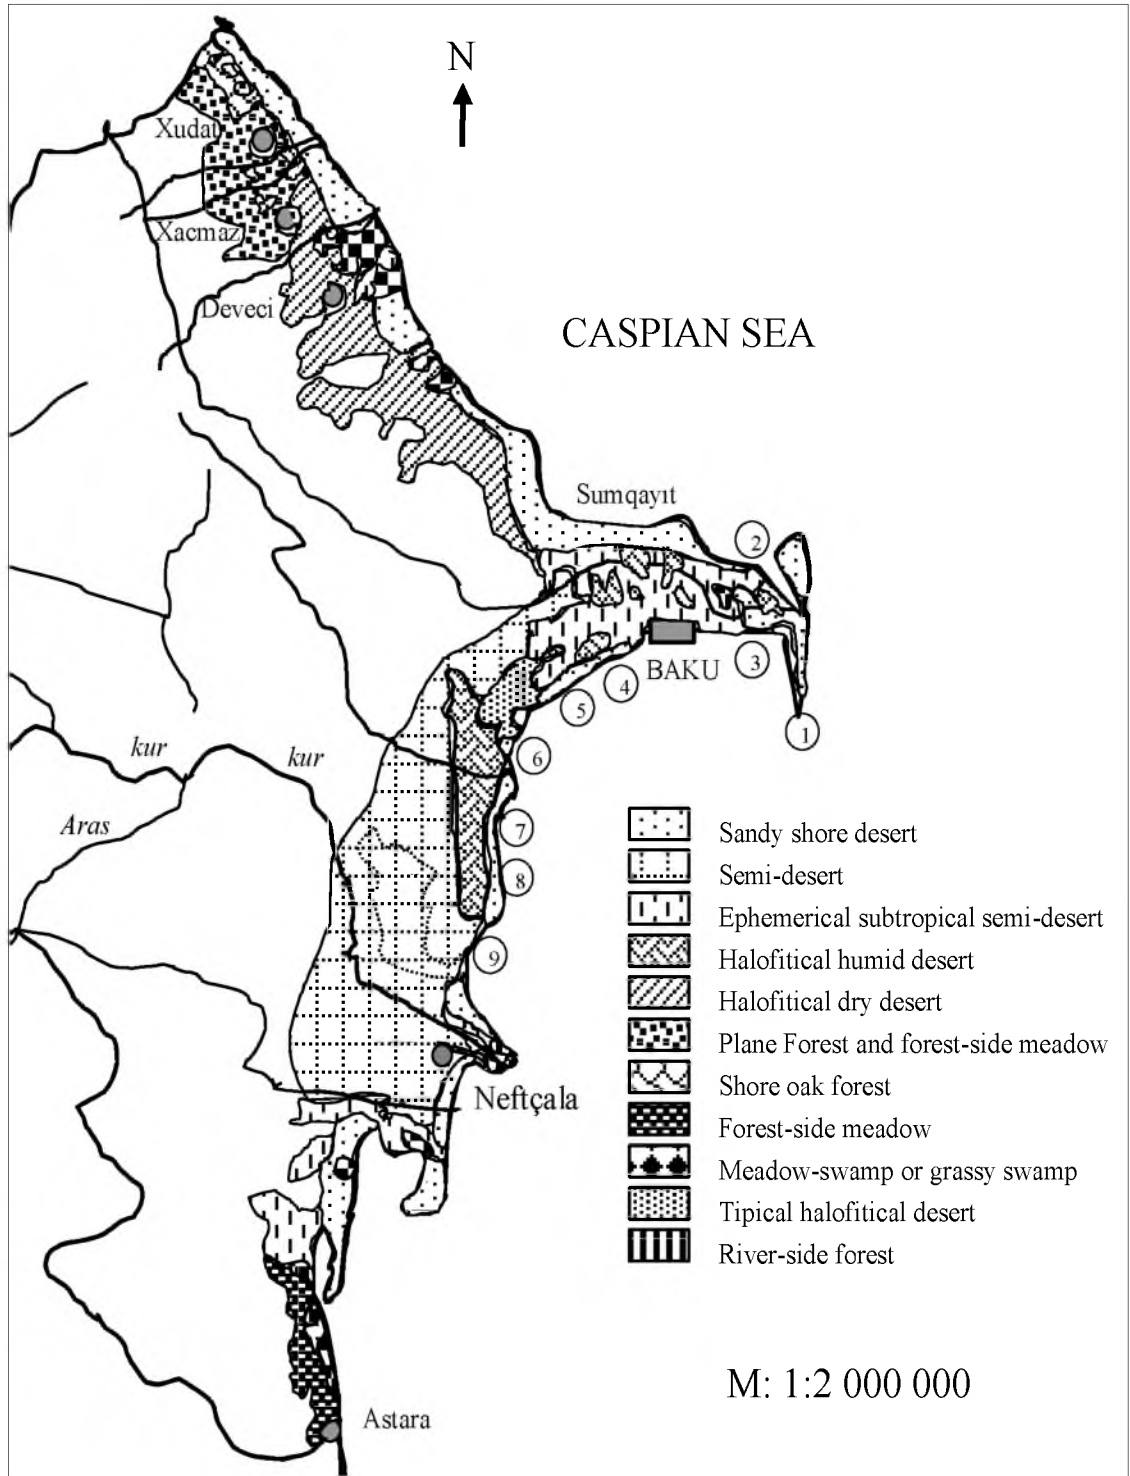 N
Xudat
Xacmaz
Deveci
CASPIAN SEA
Sumqayıt
2
BAKU
3
4
5
1
6
kur
kur
Aras
7
8
9
Neftçala
Astara
Sandy shore desert
Semi-desert
Ephemerical subtropical semi-desert
Halofitical humid desert
Halofitical dry desert
Plane Forest and forest-side meadow
Shore oak forest
Forest-side meadow
Meadow-swamp or grassy swamp
Tipical halofitical desert
River-side forest
M: 1:2 000 000